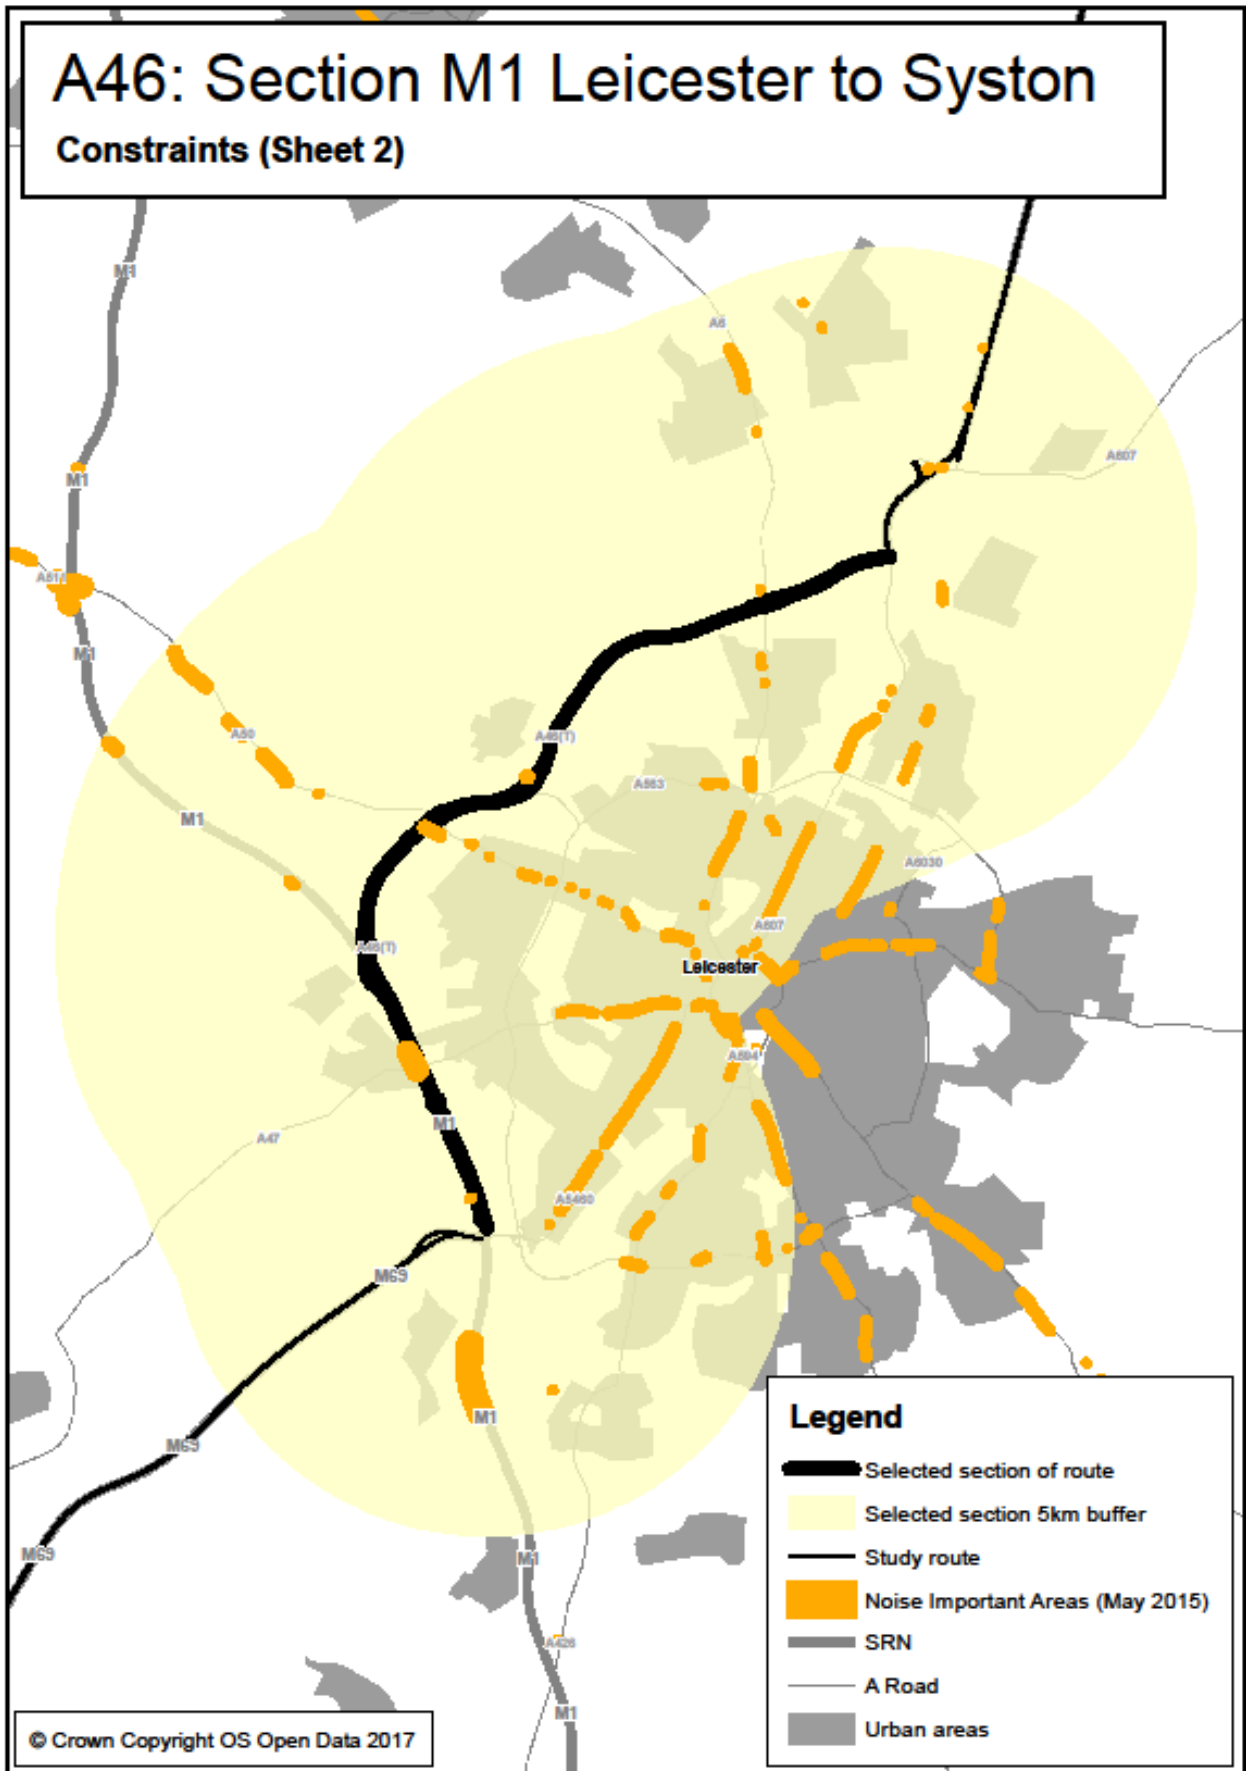 A46: Section M1 Leicester to Syston
Constraints (Sheet 2)
M1
A6
A607
M1
A511
M1
A50
A46(T)
A563
M1
A6030
A607
A46(T)
Leicester
A594
M1
A47
A5460
M69
M1
M69
M69
M1
A426
M1
Legend
Selected section of route
Selected section 5km buffer
Study route
Noise Important Areas (May 2015)
SRN
A Road
Urban areas
© Crown Copyright OS Open Data 2017